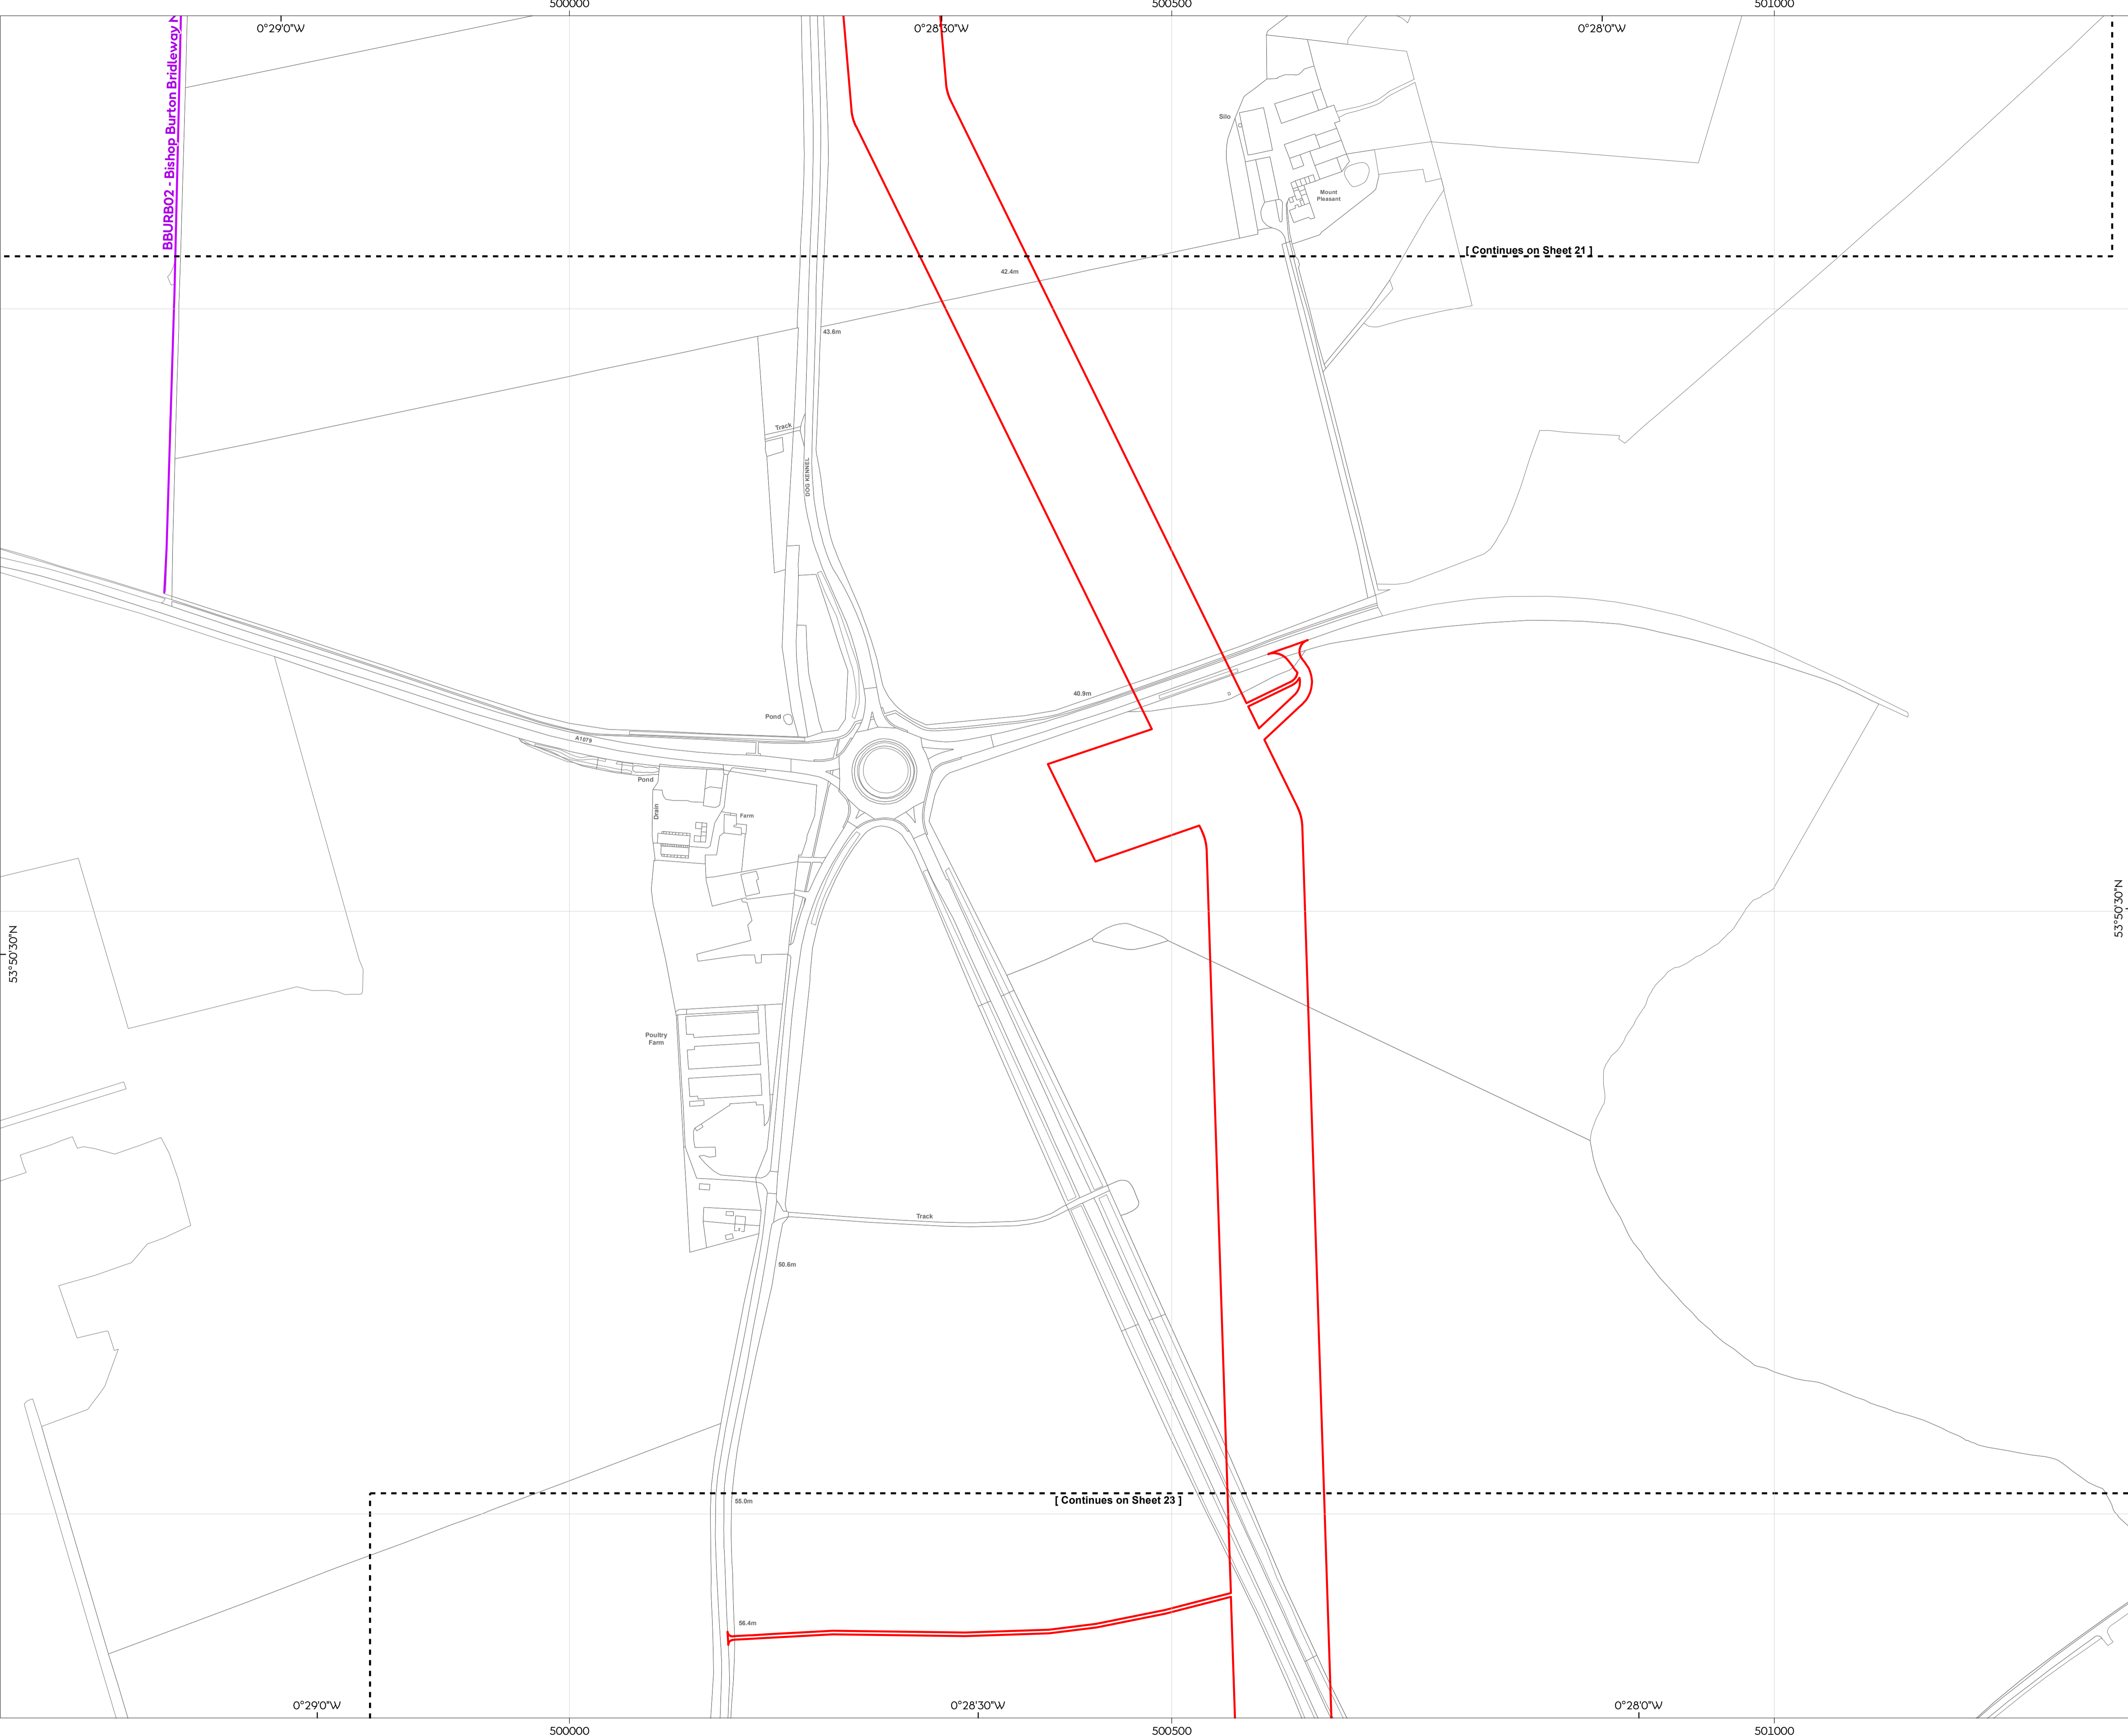 500000
500500
501000
0°29'0"W
0°28'30"W
0°28'0"W
BBURB02 - Bishop Burton Bridleway N
Silo
Mount
Pleasant
[ Continues on Sheet 21 ]
42.4m
43.6m
Track
DOG KENNEL
40.9m
Pond
A1079
Pond
Drain
Farm
53°50'30"N
53°50'30"N
Poultry
Farm
Track
50.6m
55.0m
[ Continues on Sheet 23 ]
56.4m
0°29'0"W
0°28'30"W
0°28'0"W
500000
500500
501000